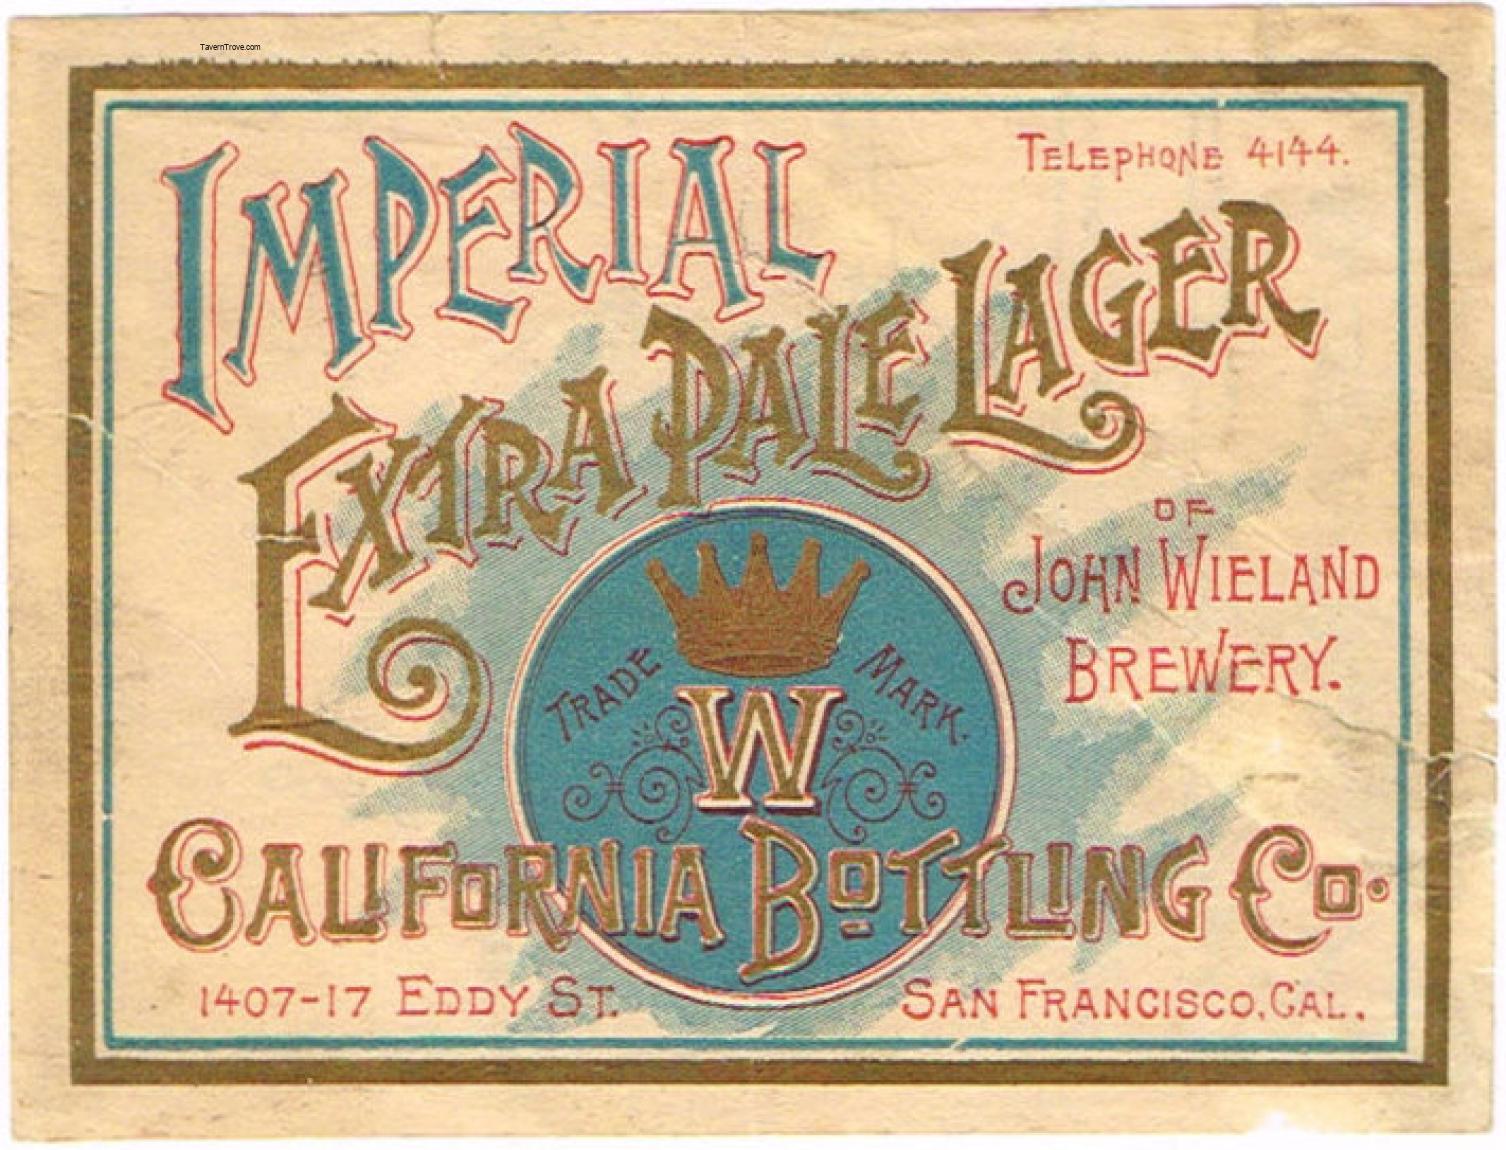 TavernTrove.com
IMPERIAL
TELEPHONE 4144.
EXTRA PALE LAGER
OF
JOHN WIELAND
BREWERY.
TRADE MARK.
W
CALIFORNIA BOTTLING CO.
1407-17 EDDY ST. SAN FRANCISCO, CAL.